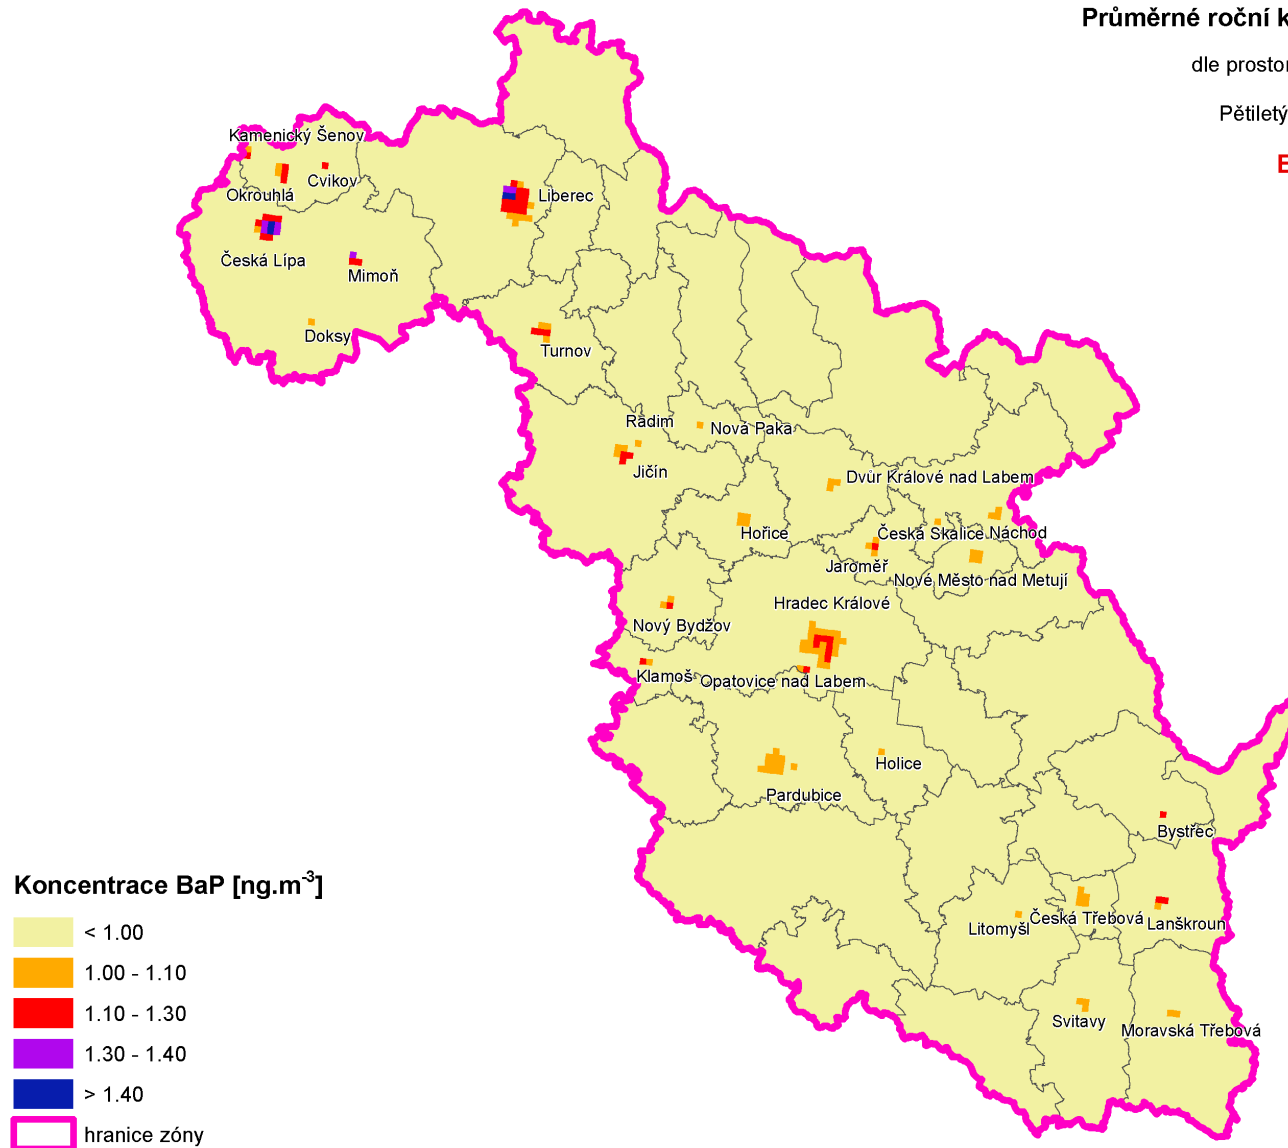 Průměrné roční k
dle prostor
Pětiletý
E
Kamenický Šenov
Cvikov
Okrouhlá
Liberec
Česká Lípa
Mimoň
Doksy
Turnov
Radim
Nová Paka
Jičín
Dvůr Králové nad Labem
Hořice
Česká Skalice
Náchod
Jaroměř
Nové Město nad Metují
Hradec Králové
Nový Bydžov
Klamoš
Opatovice nad Labem
Holice
Pardubice
Bystřec
Litomyšl
Česká Třebová
Lanškroun
Svitavy
Moravská Třebová
Koncentrace BaP [ng.m⁻³]
< 1.00
1.00 - 1.10
1.10 - 1.30
1.30 - 1.40
> 1.40
hranice zóny